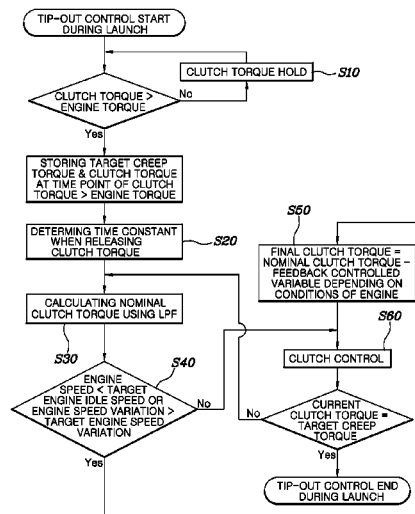 TIP-OUT CONTROL START
DURING LAUNCH
CLUTCH TORQUE HOLD
S10
CLUTCH TORQUE >
ENGINE TORQUE
No
Yes
STORING TARGET CREEP
TORQUE & CLUTCH TORQUE
AT TIME POINT OF CLUTCH
TORQUE > ENGINE TORQUE
DETERMING TIME CONSTANT
WHEN RELEASING
CLUTCH TORQUE
S20
CALCULATING NOMINAL
CLUTCH TORQUE USING LPF
S30
S40
ENGINE
SPEED < TARGET
ENGINE IDLE SPEED OR
ENGINE SPEED VARIATION >
TARGET ENGINE SPEED
VARIATION
No
Yes
S50
FINAL CLUTCH TORQUE =
NOMINAL CLUTCH TORQUE -
FEEDBACK CONTROLLED
VARIABLE DEPENDING ON
CONDITIONS OF ENGINE
S60
CLUTCH CONTROL
CURRENT
CLUTCH TORQUE =
TARGET CREEP
TORQUE
No
Yes
TIP-OUT CONTROL END
DURING LAUNCH